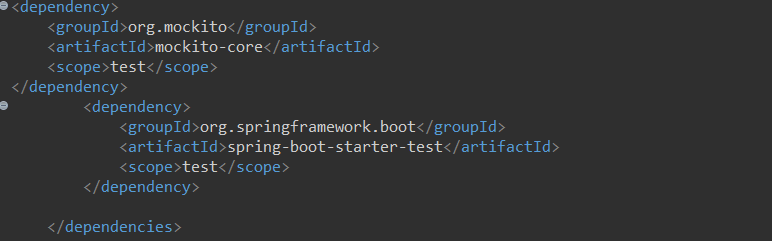 <dependency>
<groupId>org.mockito</groupId>
<artifactId>mockito-core</artifactId>
<scope>test</scope>
</dependency>
<dependency>
<groupId>org.springframework.boot</groupId>
<artifactId>spring-boot-starter-test</artifactId>
<scope>test</scope>
</dependency>
</dependencies>